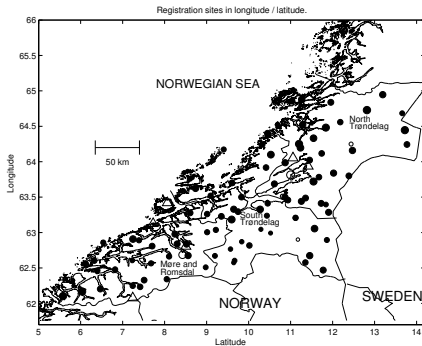 Registration sites in longitude / latitude.
66
65.5
65
64.5
64
63.5
63
62.5
62
Longitude
NORWEGIAN SEA
North
Trøndelag
50 km
South
Trøndelag
Møre and
Romsdal
NORWAY
SWEDEN
5 6 7 8 9 10 11 12 13 14
Latitude